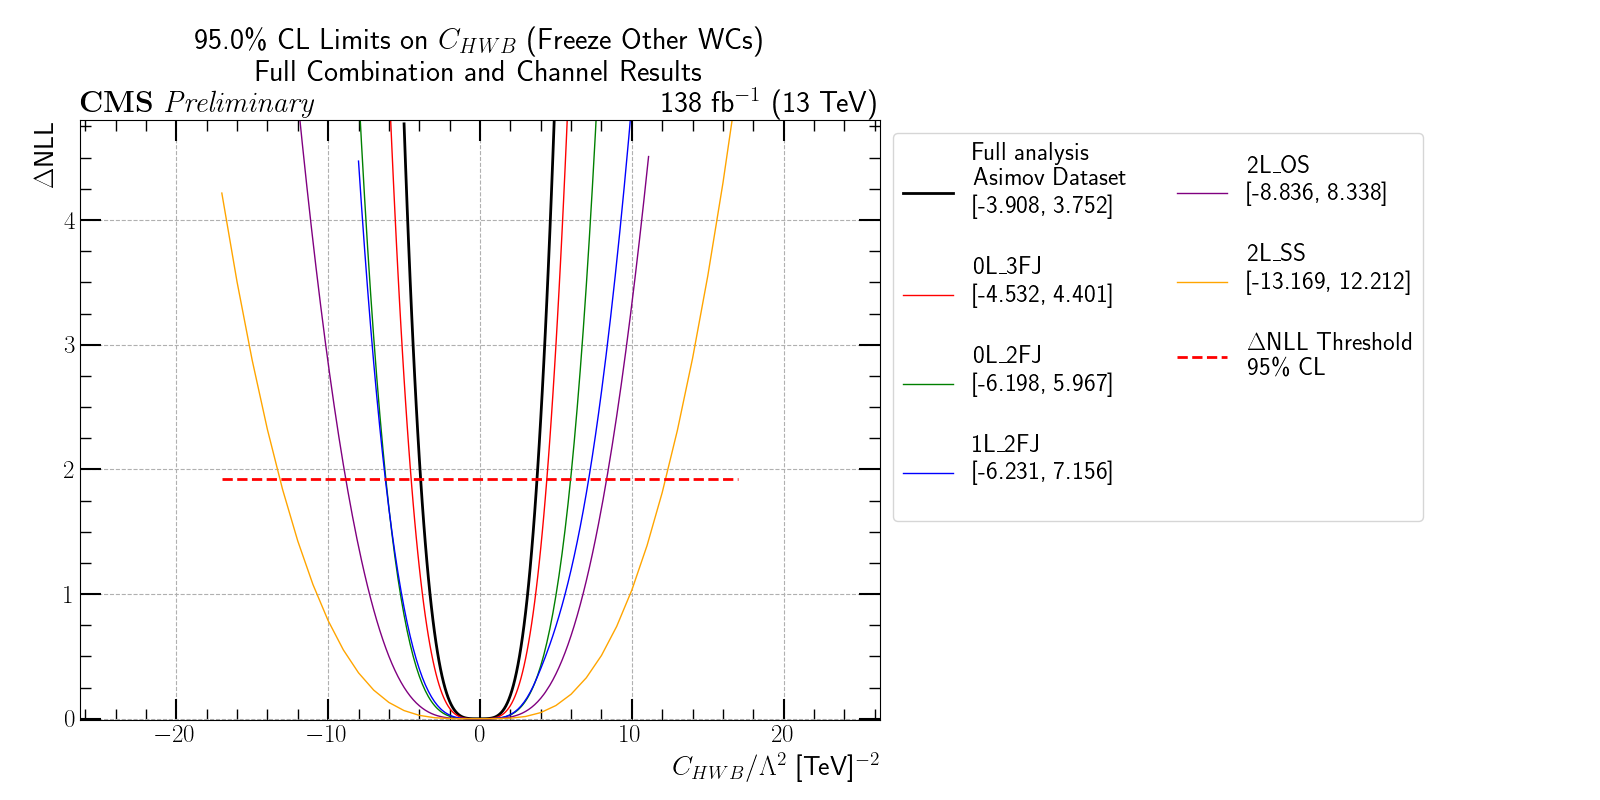 95.0% CL Limits on C_{HWB} (Freeze Other WCs)
Full Combination and Channel Results
CMS Preliminary
138 fb^{-1} (13 TeV)
ΔNLL
4
3
2
1
0
−20
−10
0
10
20
C_{HWB}/Λ^2 [TeV]^{−2}
Full analysis
Asimov Dataset
[-3.908, 3.752]
0L_3FJ
[-4.532, 4.401]
0L_2FJ
[-6.198, 5.967]
1L_2FJ
[-6.231, 7.156]
2L_OS
[-8.836, 8.338]
2L_SS
[-13.169, 12.212]
ΔNLL Threshold
95% CL